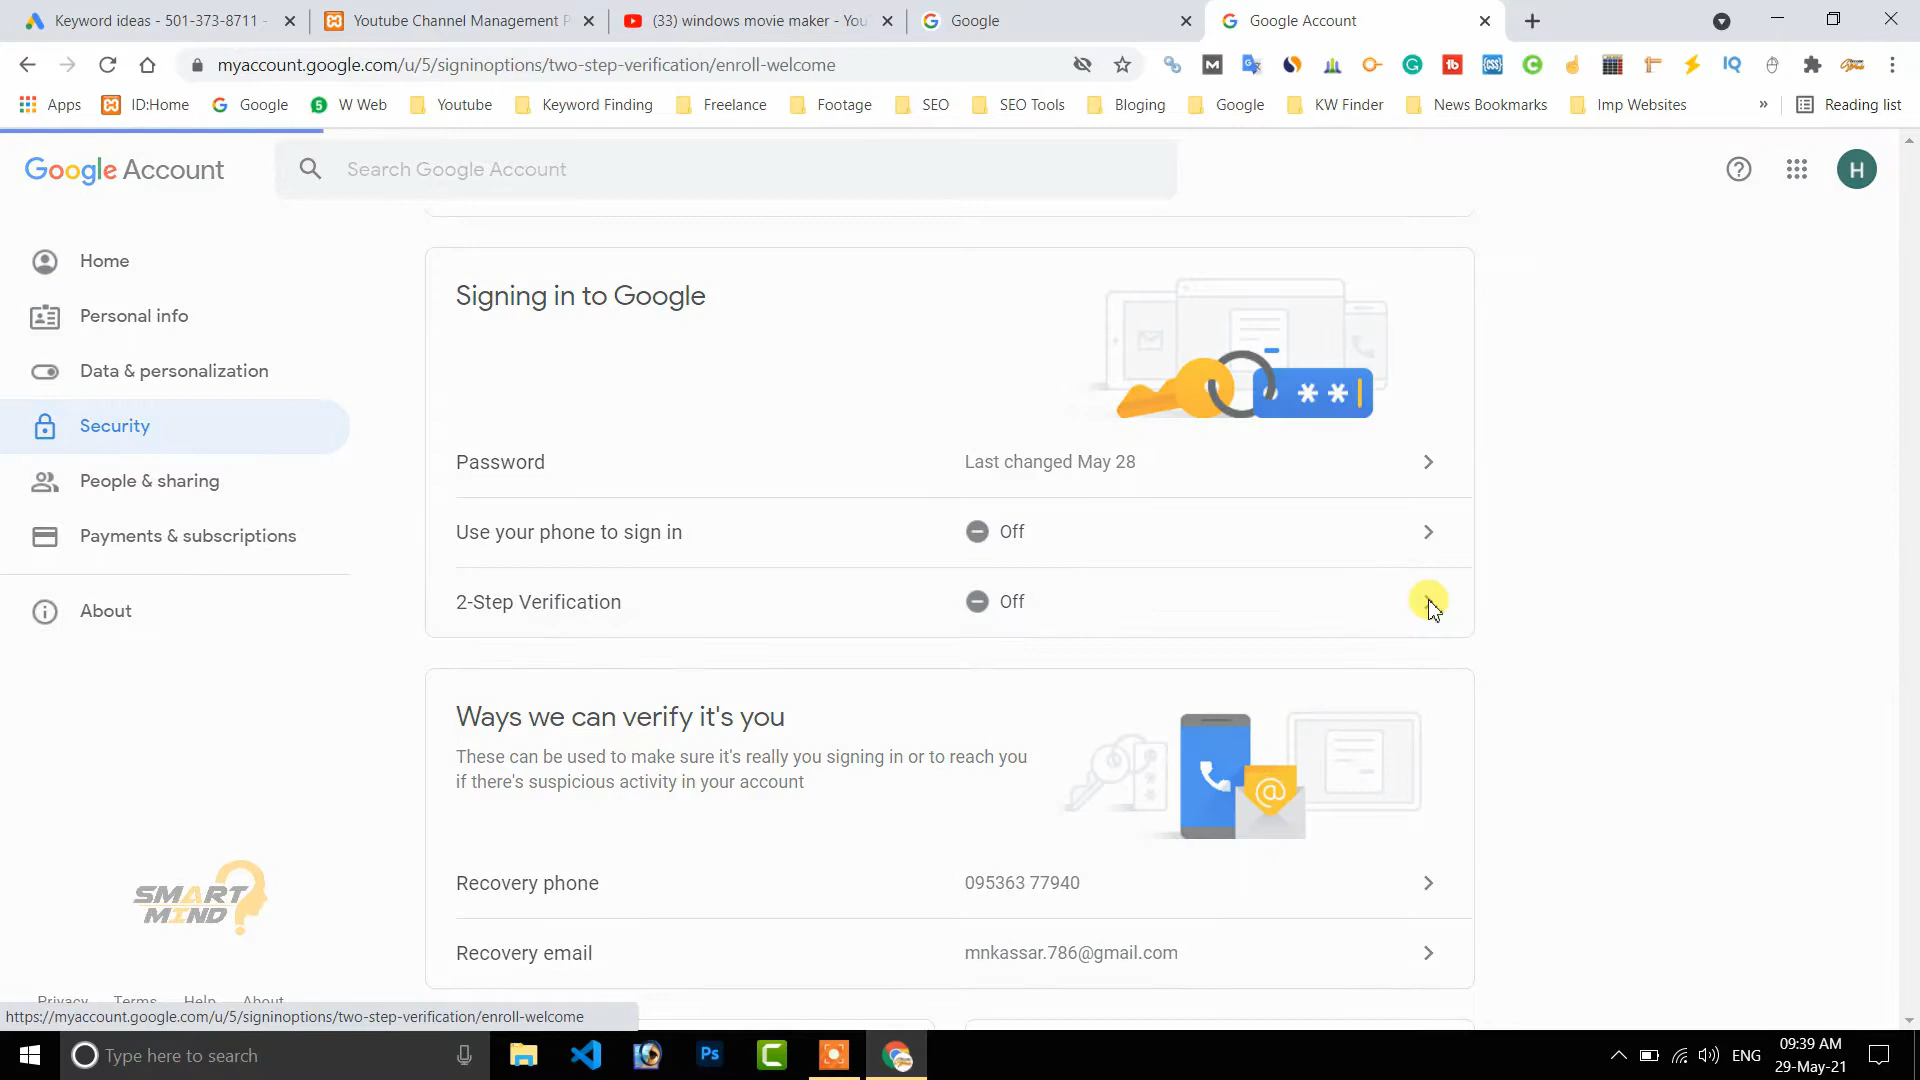 Keyword ideas - 501-373-8711 -
Youtube Channel Management P
(33) windows movie maker - You
Google
Google Account
myaccount.google.com/u/5/signinoptions/two-step-verification/enroll-welcome
Apps
ID:Home
Google
W Web
Youtube
Keyword Finding
Freelance
Footage
SEO
SEO Tools
Bloging
Google
KW Finder
News Bookmarks
Imp Websites
»
Reading list
Google Account
Search Google Account
H
Home
Personal info
Data & personalization
Security
People & sharing
Payments & subscriptions
About
Signing in to Google
**
Password
Last changed May 28
Use your phone to sign in
Off
2-Step Verification
Off
Ways we can verify it's you
These can be used to make sure it's really you signing in or to reach you
if there's suspicious activity in your account
@
Recovery phone
095363 77940
Recovery email
mnkassar.786@gmail.com
SMART
MIND
Privacy Terms Help About
https://myaccount.google.com/u/5/signinoptions/two-step-verification/enroll-welcome
Type here to search
Ps
ENG
09:39 AM
29-May-21